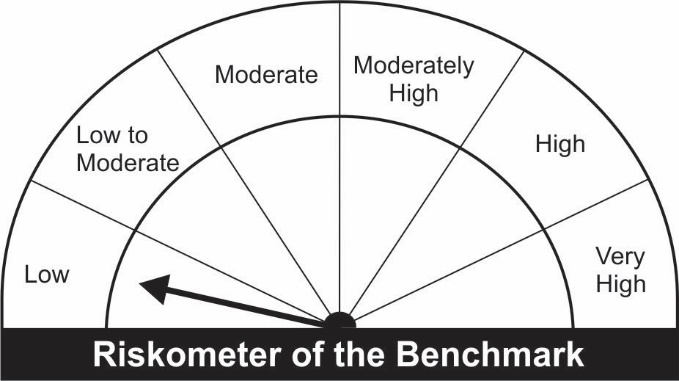 Low
Low to
Moderate
Moderate
Moderately
High
High
Very
High
Riskometer of the Benchmark